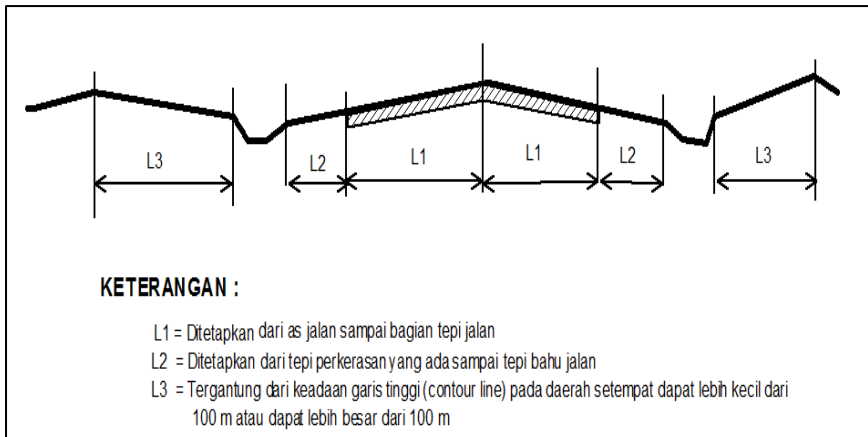 L3
L2
L1
L1
L2
L3
KETERANGAN :
L1 = Ditetapkan dari as jalan sampai bagian tepi jalan
L2 = Ditetapkan dari tepi perkerasan yang ada sampai tepi bahu jalan
L3 = Tergantung dari keadaan garis tinggi (contour line) pada daerah setempat dapat lebih kecil dari
100 m atau dapat lebih besar dari 100 m